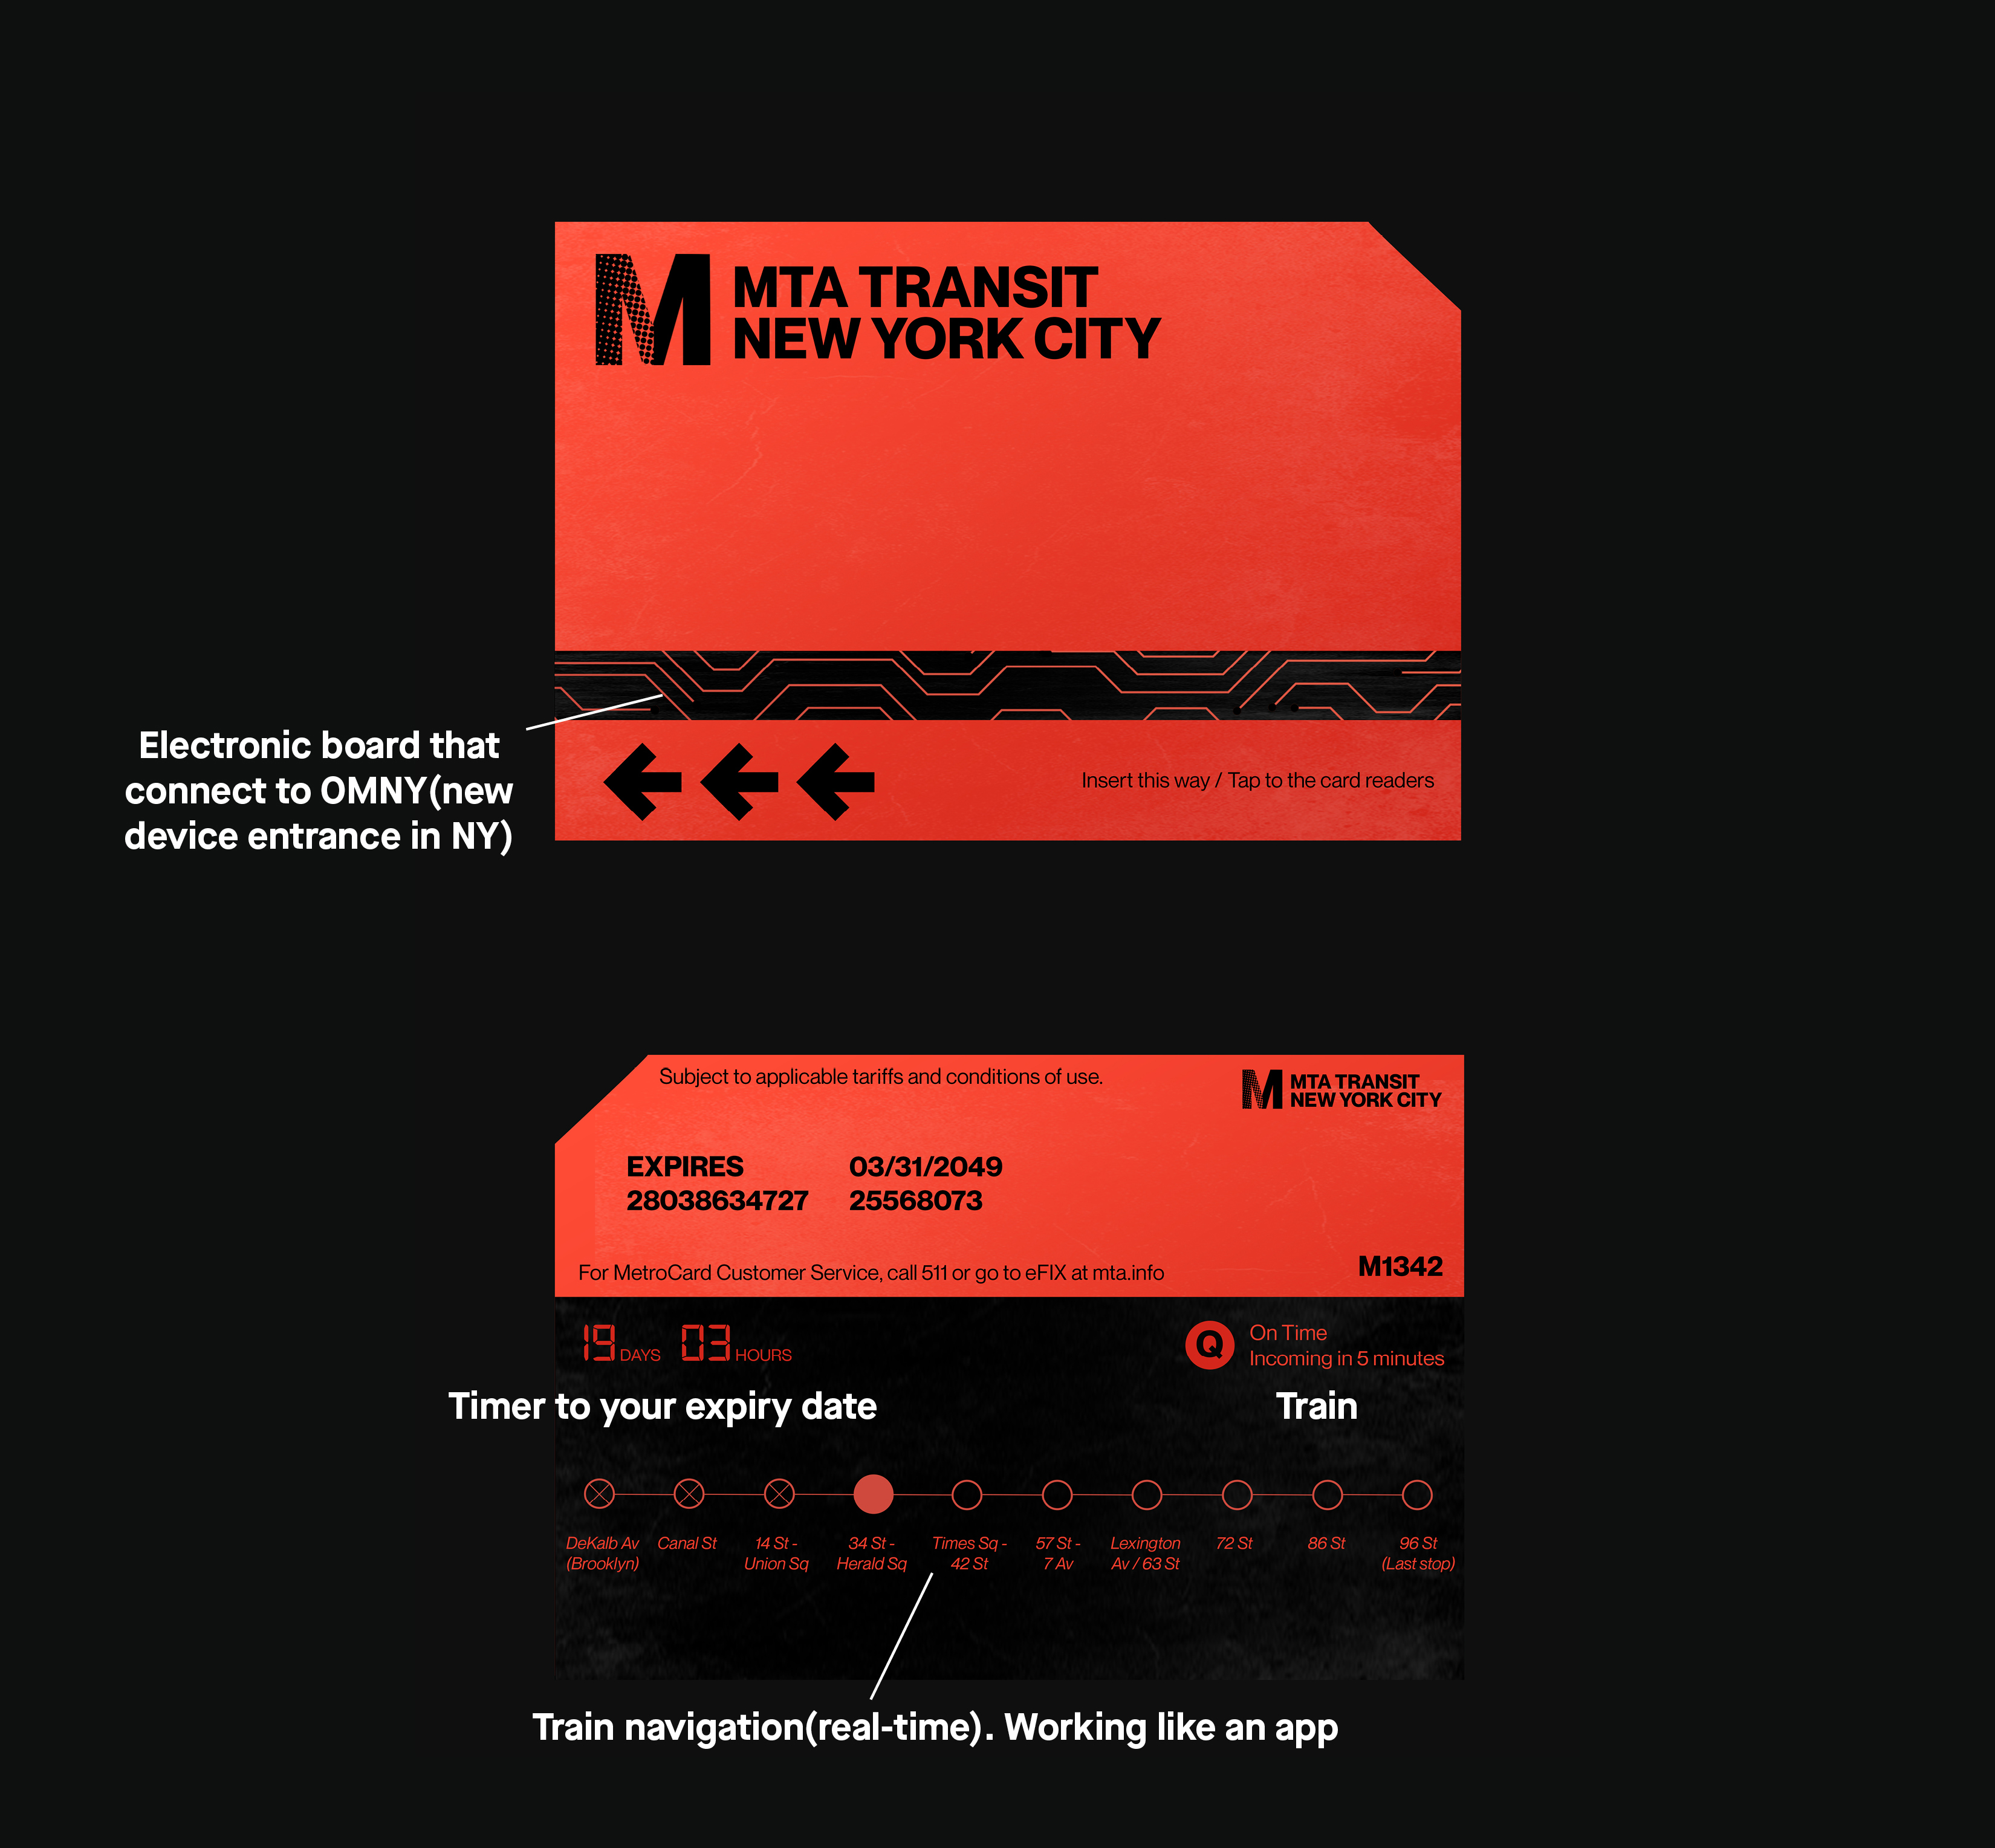 M MTA TRANSIT
NEW YORK CITY
Electronic board that
connect to OMNY(new
device entrance in NY)
Insert this way / Tap to the card readers
Subject to applicable tariffs and conditions of use.
M MTA TRANSIT
NEW YORK CITY
EXPIRES 03/31/2049
28038634727 25568073
For MetroCard Customer Service, call 511 or go to eFIX at mta.info
M1342
19 DAYS 03 HOURS
Q On Time
Incoming in 5 minutes
Timer to your expiry date
Train
DeKalb Av
(Brooklyn)
Canal St
14 St -
Union Sq
34 St -
Herald Sq
Times Sq -
42 St
57 St -
7 Av
Lexington
Av / 63 St
72 St
86 St
96 St
(Last stop)
Train navigation(real-time). Working like an app